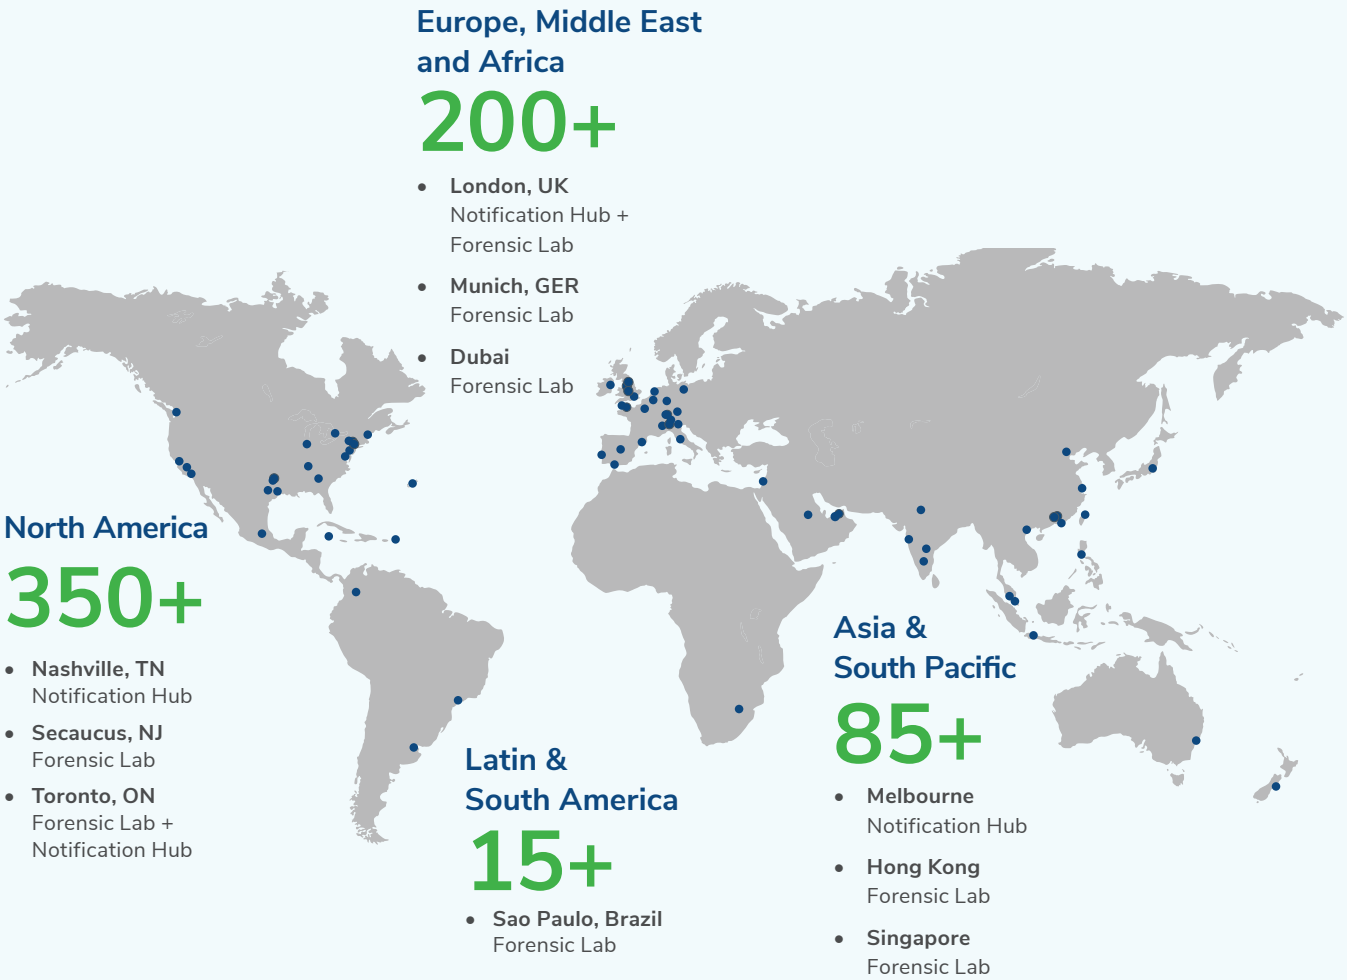 Europe, Middle East
and Africa
200+
• London, UK
Notification Hub +
Forensic Lab
• Munich, GER
Forensic Lab
• Dubai
Forensic Lab
North America
350+
• Nashville, TN
Notification Hub
• Secaucus, NJ
Forensic Lab
• Toronto, ON
Forensic Lab +
Notification Hub
Latin &
South America
15+
• Sao Paulo, Brazil
Forensic Lab
Asia &
South Pacific
85+
• Melbourne
Notification Hub
• Hong Kong
Forensic Lab
• Singapore
Forensic Lab